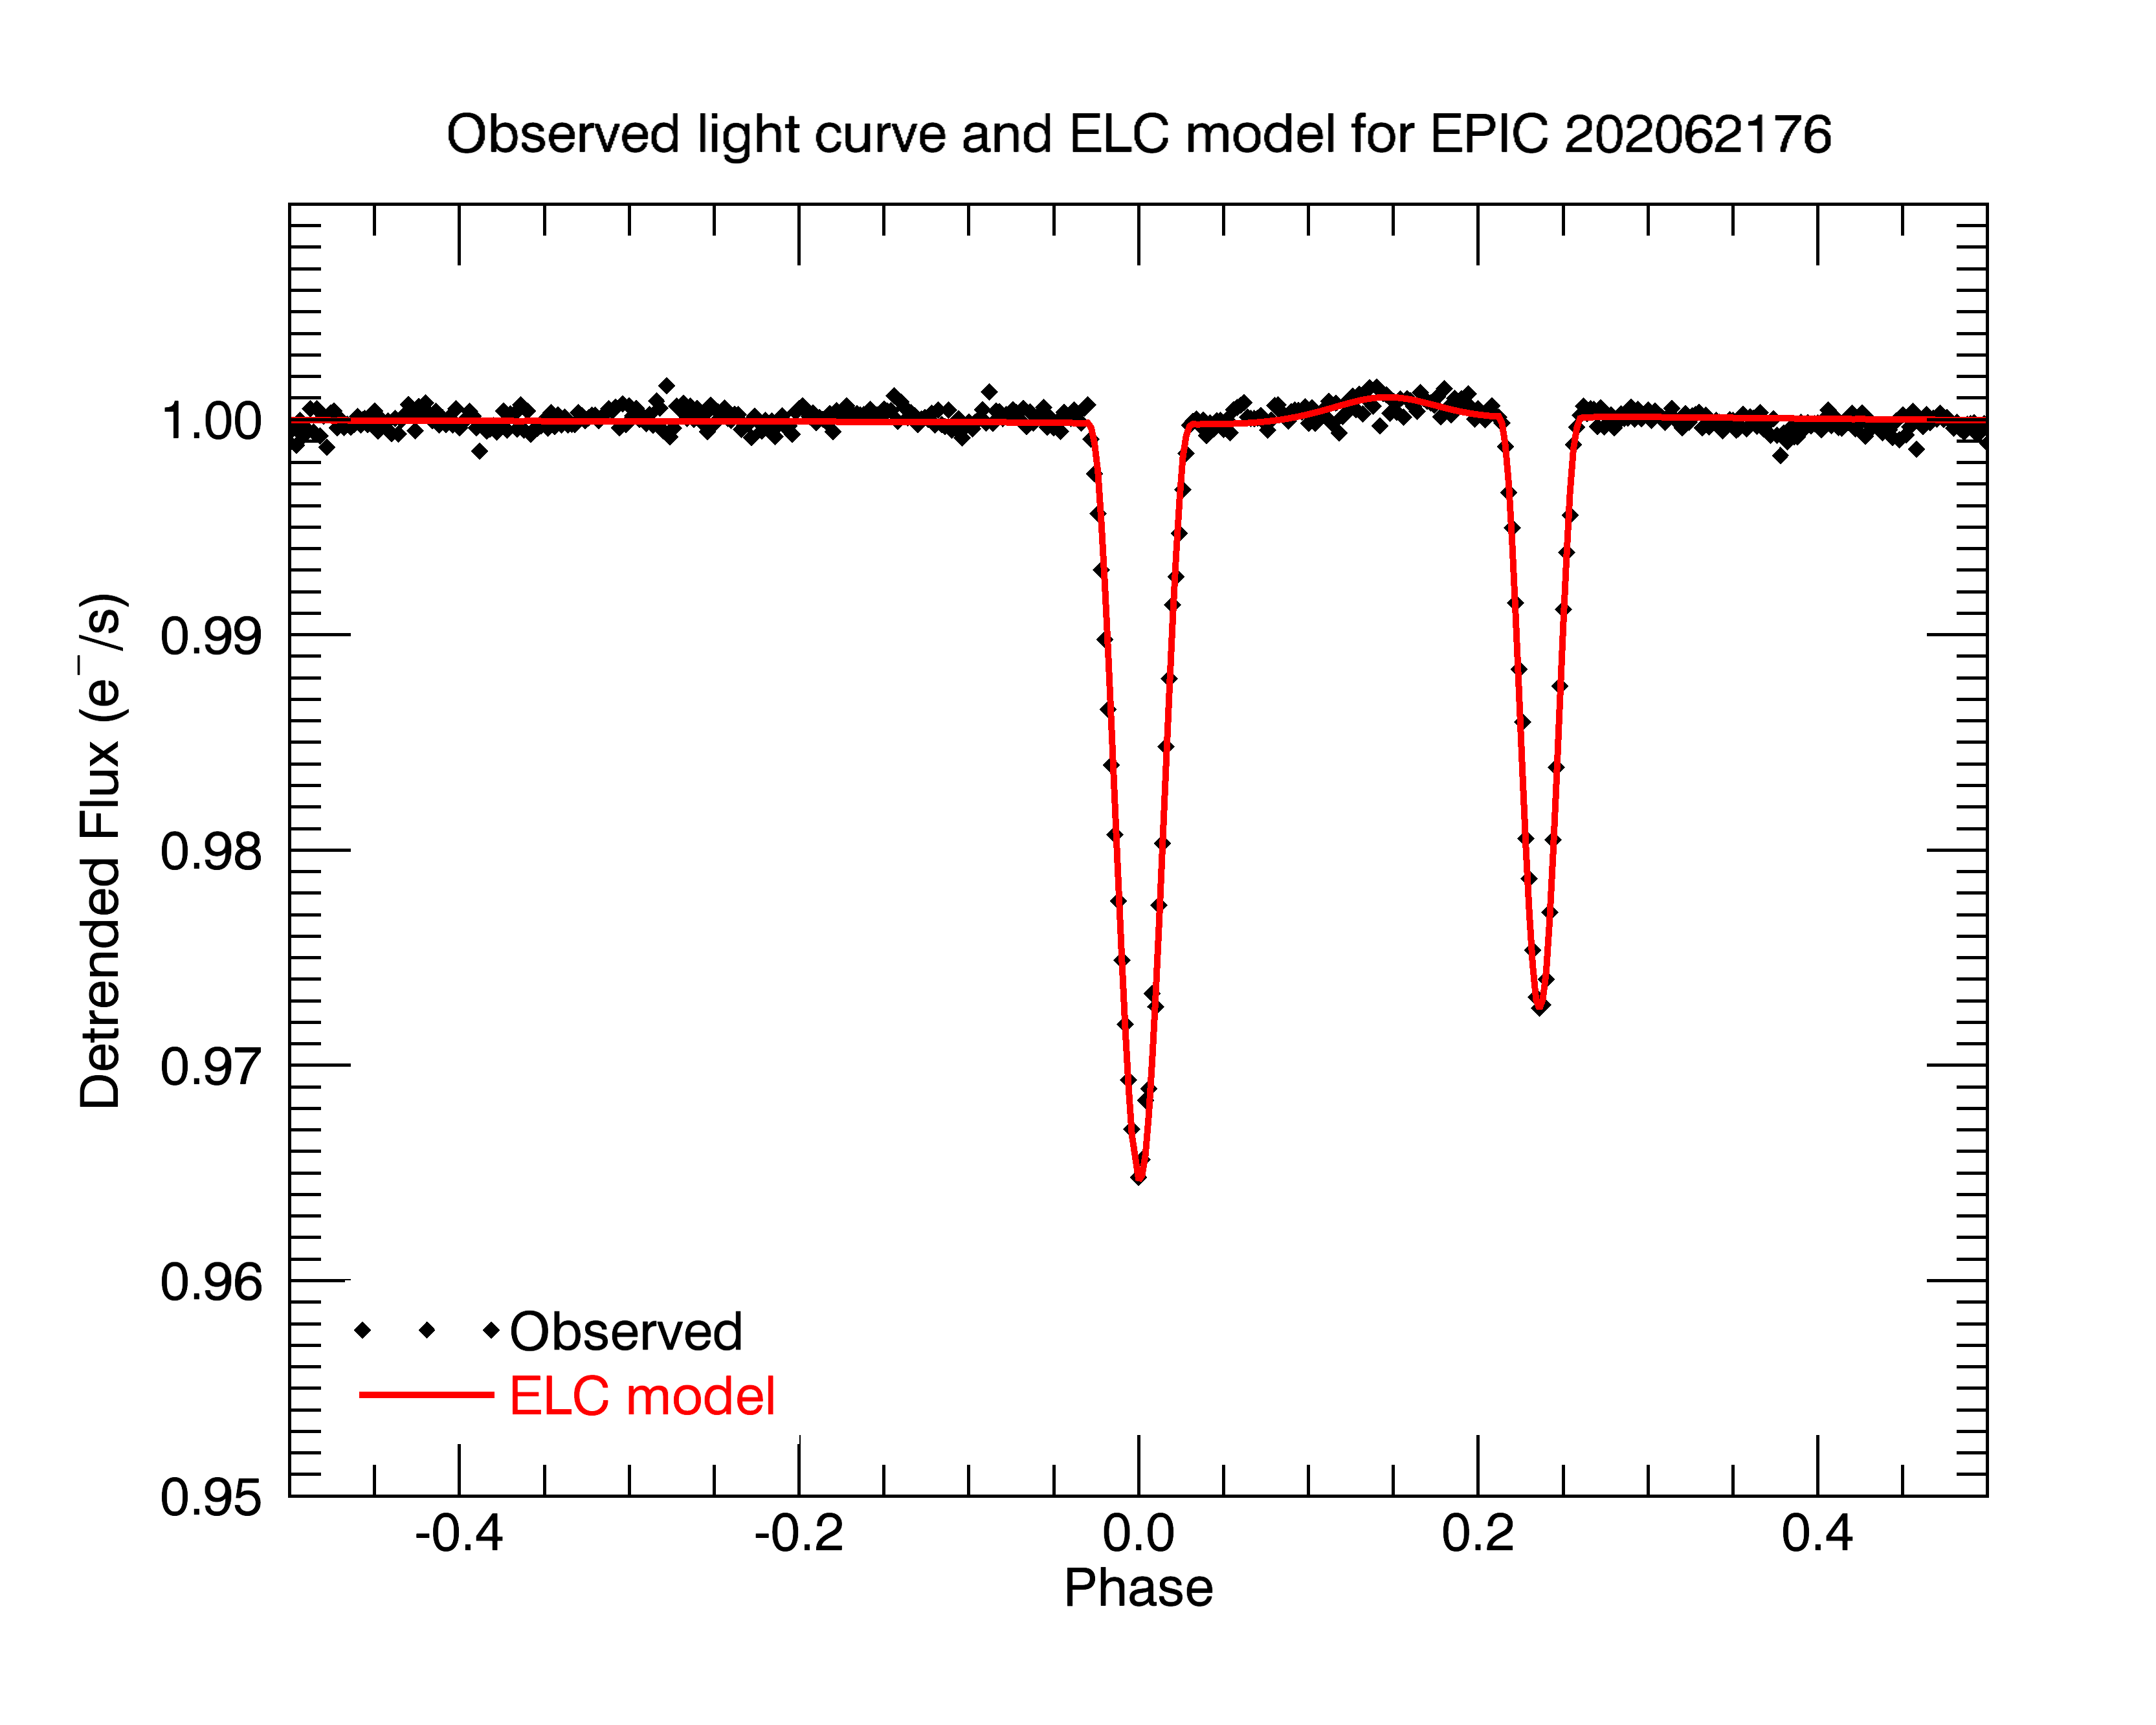 Observed light curve and ELC model for EPIC 202062176
1.00
0.99
0.98
0.97
0.96
0.95
Detrended Flux (e⁻/s)
Observed
ELC model
-0.4 -0.2 0.0 0.2 0.4
Phase